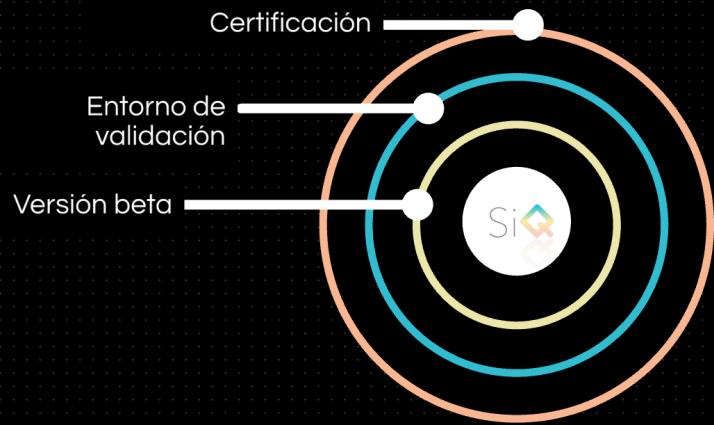 Certificación
Entorno de
validación
Versión beta
SiQ